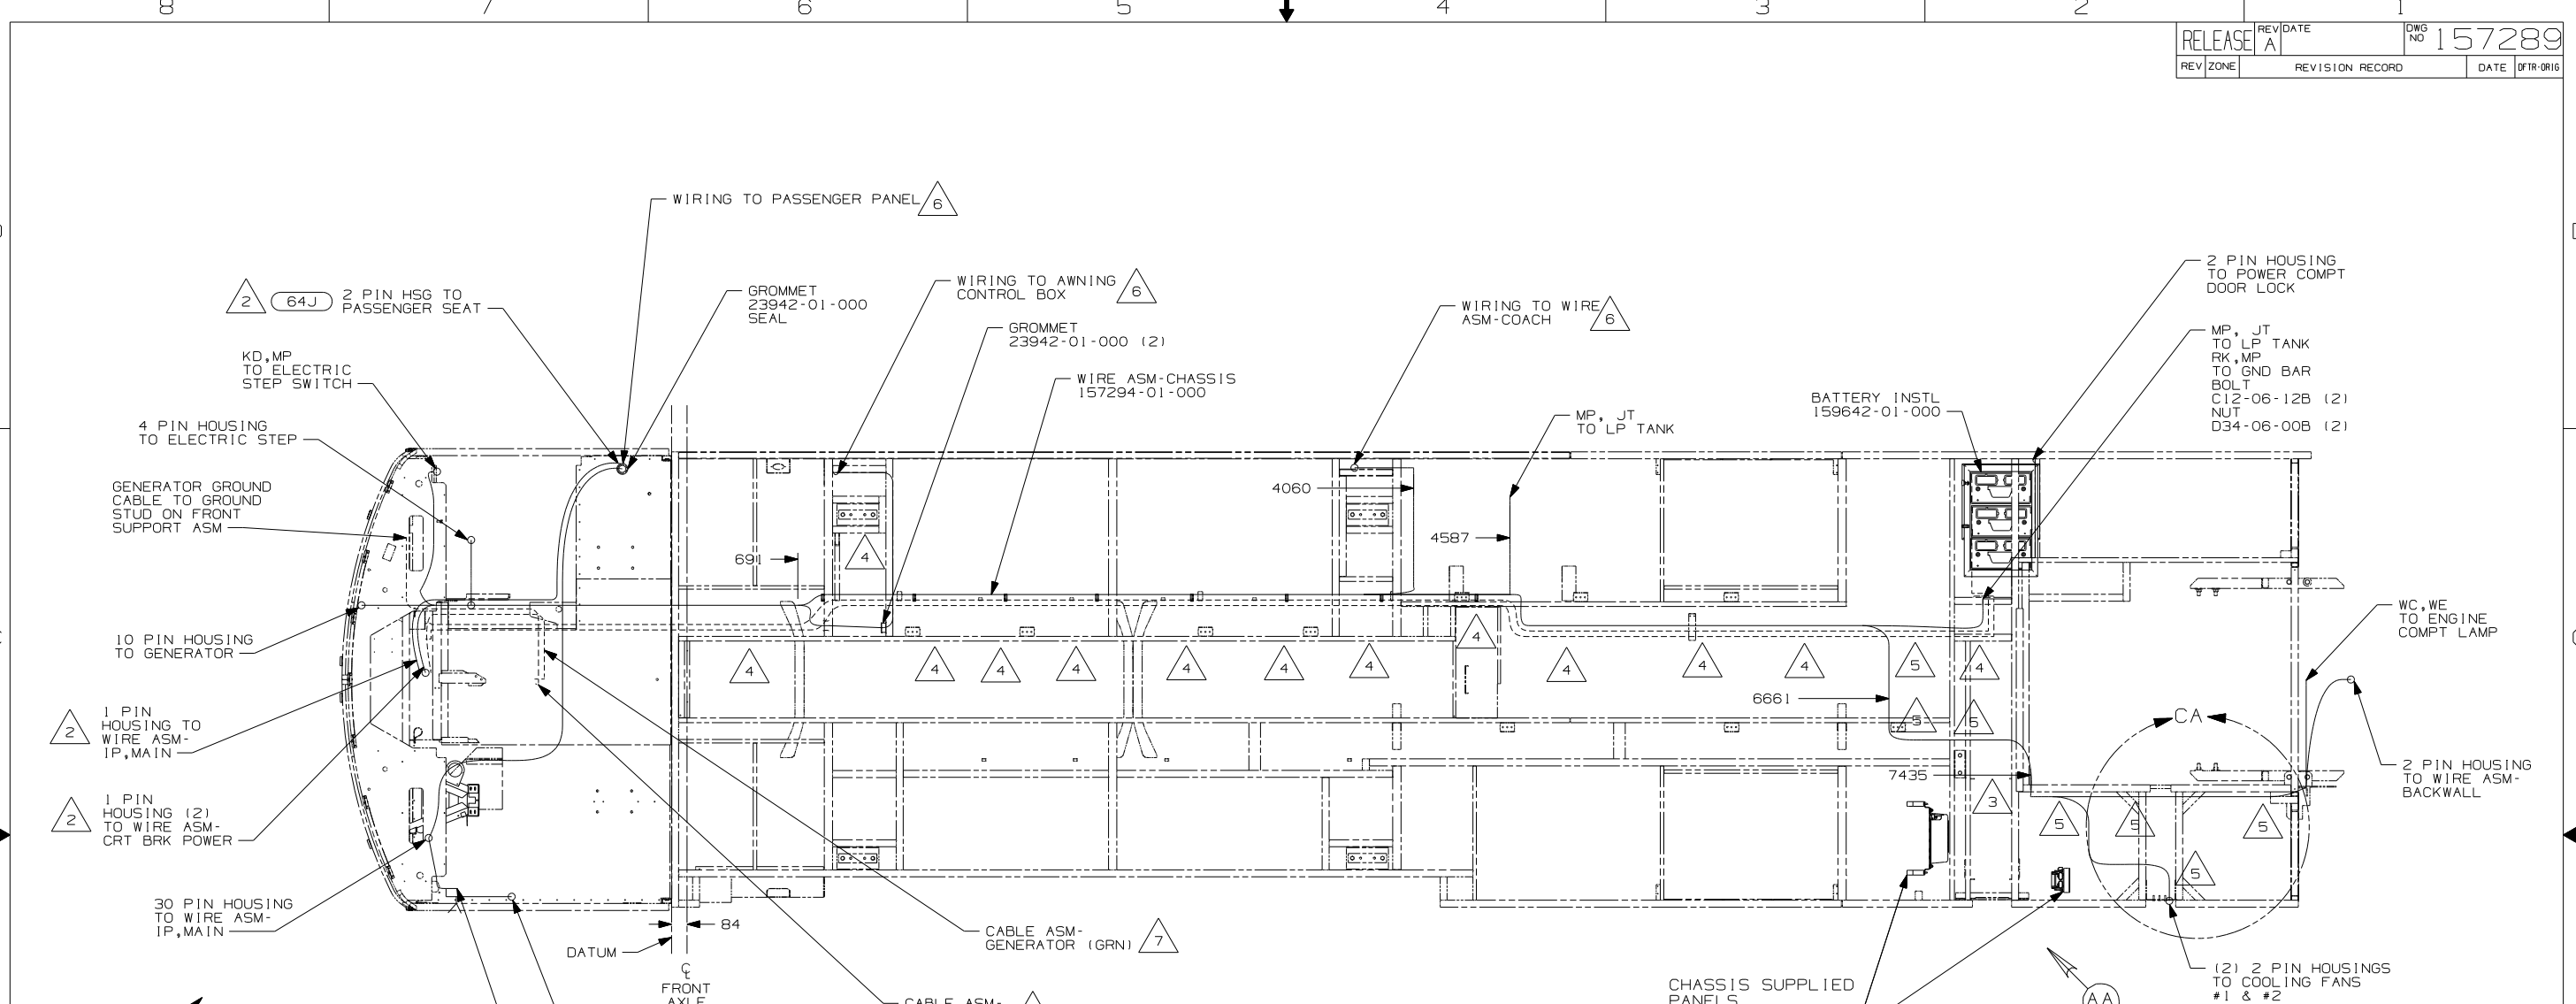 8 7 6 5 4 3 2 1
RELEASE
REV
A
DATE
DWG
NO
157289
REV ZONE REVISION RECORD DATE DFTR-ORIG
WIRING TO PASSENGER PANEL
6
2
64J
2 PIN HSG TO
PASSENGER SEAT
GROMMET
23942-01-000
SEAL
WIRING TO AWNING
CONTROL BOX
6
GROMMET
23942-01-000 (2)
WIRE ASM-CHASSIS
157294-01-000
WIRING TO WIRE
ASM-COACH
6
MP, JT
TO LP TANK
BATTERY INSTL
159642-01-000
2 PIN HOUSING
TO POWER COMPT
DOOR LOCK
MP, JT
TO LP TANK
RK,MP
TO GND BAR
BOLT
C12-06-12B (2)
NUT
D34-06-00B (2)
KD,MP
TO ELECTRIC
STEP SWITCH
4 PIN HOUSING
TO ELECTRIC STEP
GENERATOR GROUND
CABLE TO GROUND
STUD ON FRONT
SUPPORT ASM
691
4
4060
4587
10 PIN HOUSING
TO GENERATOR
4
4
4
4
4
4
4
4
4
4
4
5
4
6661
5
5
WC,WE
TO ENGINE
COMPT LAMP
2
1 PIN
HOUSING TO
WIRE ASM-
IP,MAIN
CA
2 PIN HOUSING
TO WIRE ASM-
BACKWALL
7435
3
5
5
5
5
2
1 PIN
HOUSING (2)
TO WIRE ASM-
CRT BRK POWER
30 PIN HOUSING
TO WIRE ASM-
IP,MAIN
84
DATUM
CL
FRONT
AXLE
CABLE ASM-
GENERATOR (GRN)
7
CABLE ASM-
CHASSIS SUPPLIED
PANELS
AA
(2) 2 PIN HOUSINGS
TO COOLING FANS
#1 & #2